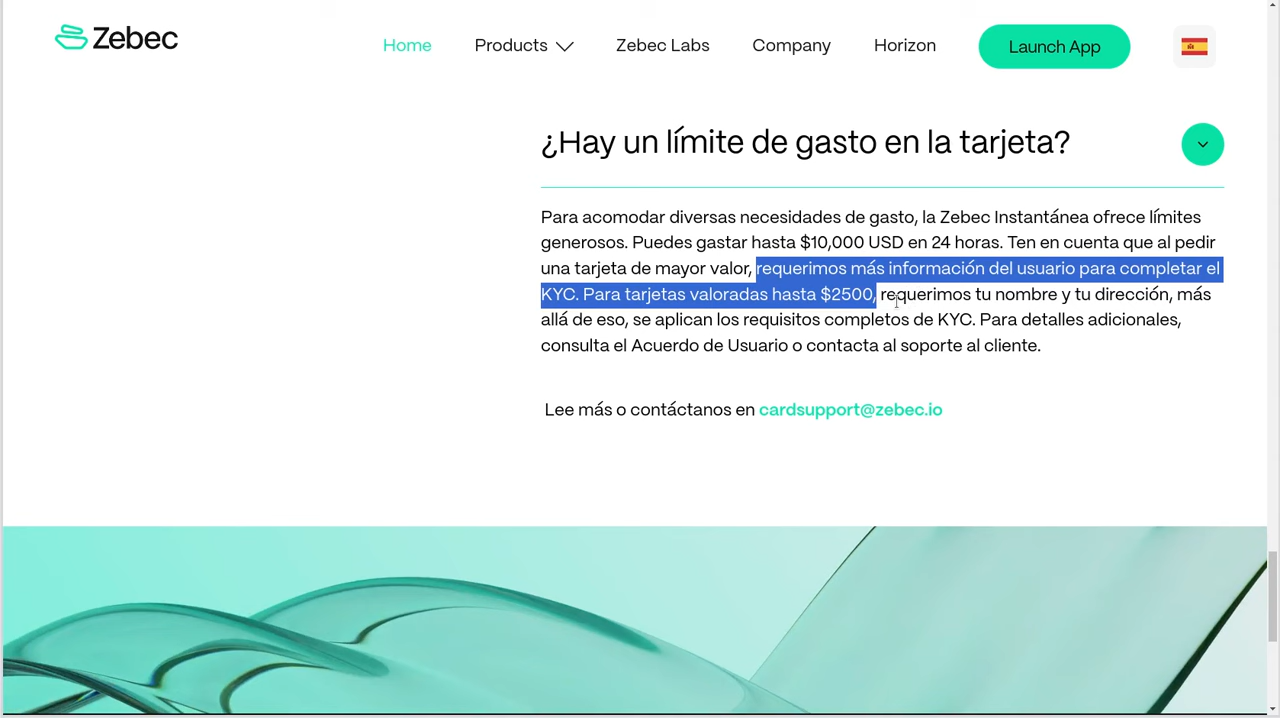 Zebec
Home
Products
Zebec Labs
Company
Horizon
Launch App
¿Hay un límite de gasto en la tarjeta?
Para acomodar diversas necesidades de gasto, la Zebec Instantánea ofrece límites
generosos. Puedes gastar hasta $10,000 USD en 24 horas. Ten en cuenta que al pedir
una tarjeta de mayor valor, requerimos más información del usuario para completar el
KYC. Para tarjetas valoradas hasta $2500, requerimos tu nombre y tu dirección, más
allá de eso, se aplican los requisitos completos de KYC. Para detalles adicionales,
consulta el Acuerdo de Usuario o contacta al soporte al cliente.
Lee más o contáctanos en cardsupport@zebec.io